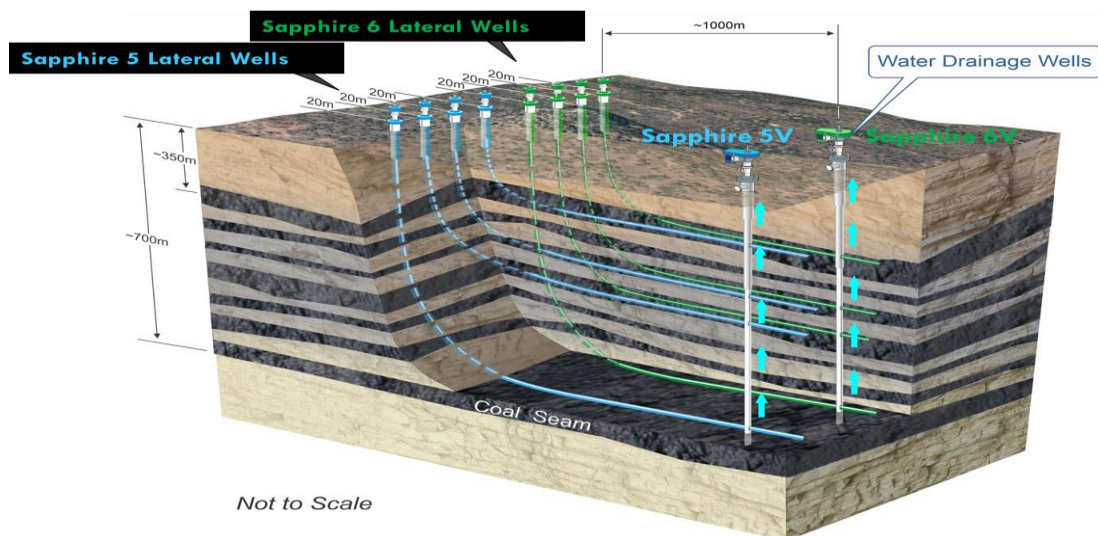 Sapphire 6 Lateral Wells
~1000m
Sapphire 5 Lateral Wells
Water Drainage Wells
20m
20m
20m
20m
20m
20m
20m
Sapphire 5V
Sapphire 6V
~350m
~700m
Coal Seam
Not to Scale